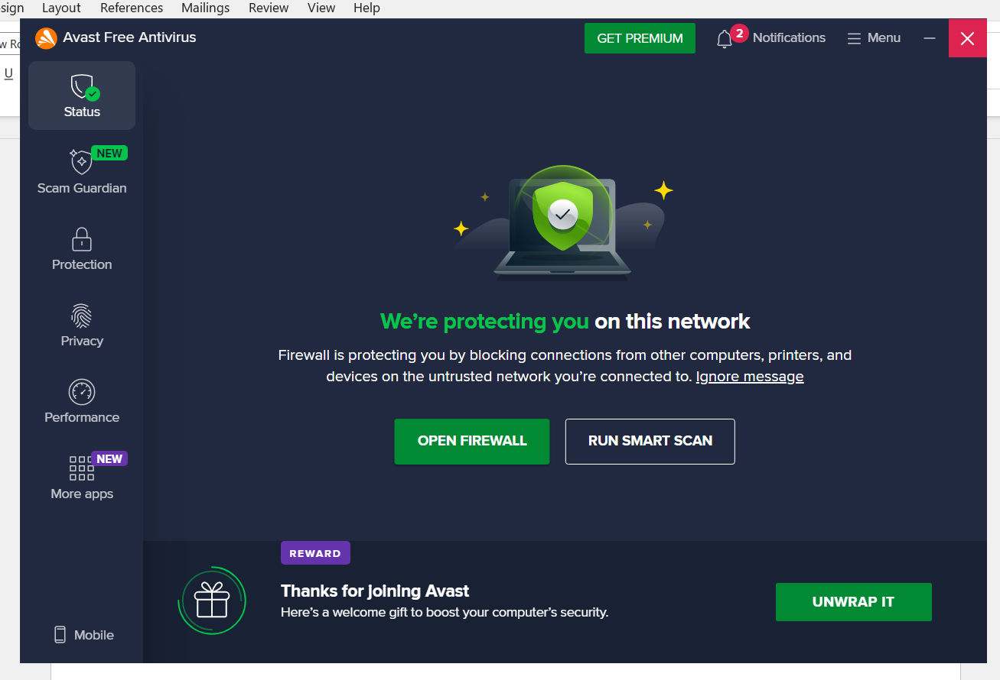 sign Layout References Mailings Review View Help
w Ro
U
Avast Free Antivirus
GET PREMIUM
2
Notifications
Menu
Status
NEW
Scam Guardian
Protection
Privacy
Performance
NEW
More apps
Mobile
We’re protecting you on this network
Firewall is protecting you by blocking connections from other computers, printers, and
devices on the untrusted network you’re connected to. Ignore message
OPEN FIREWALL
RUN SMART SCAN
REWARD
Thanks for joining Avast
Here’s a welcome gift to boost your computer’s security.
UNWRAP IT